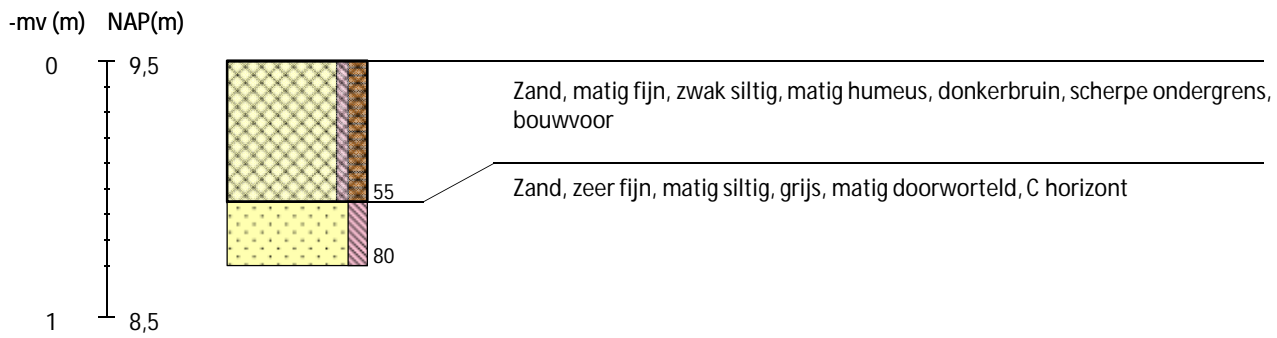 -mv (m) NAP(m)
0 9,5
Zand, matig fijn, zwak siltig, matig humeus, donkerbruin, scherpe ondergrens,
bouwvoor
55
Zand, zeer fijn, matig siltig, grijs, matig doorworteld, C horizont
80
1 8,5